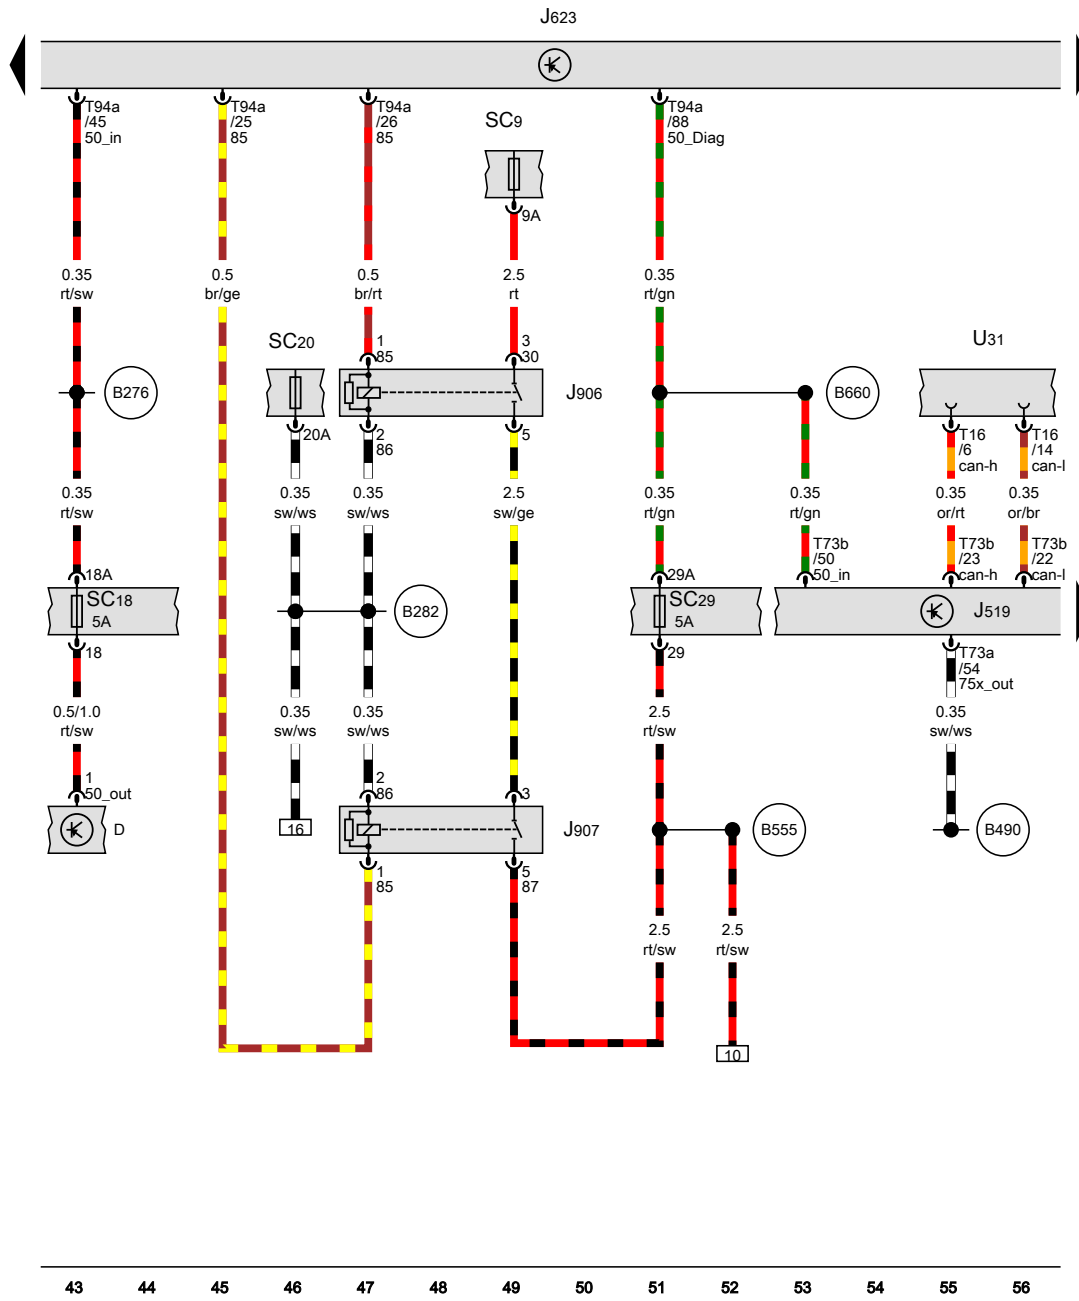 J623
T94a
/45
50_in
T94a
/25
85
T94a
/26
85
T94a
/88
50_Diag
SC9
9A
0.35
rt/sw
0.5
br/ge
0.5
br/rt
2.5
rt
0.35
rt/gn
SC20
1
85
3
30
U31
B276
J906
B660
20A
2
86
5
T16
/6
can-h
T16
/14
can-l
0.35
rt/sw
0.35
sw/ws
0.35
sw/ws
2.5
sw/ge
0.35
rt/gn
0.35
rt/gn
0.35
or/rt
0.35
or/br
18A
29A
T73b
/50
50_in
T73b
/23
can-h
T73b
/22
can-l
SC18
5A
B282
SC29
5A
J519
18
29
T73a
/54
75x_out
0.5/1.0
rt/sw
0.35
sw/ws
0.35
sw/ws
2.5
rt/sw
0.35
sw/ws
1
50_out
2
86
3
D
16
J907
B555
B490
1
85
5
87
2.5
rt/sw
2.5
rt/sw
10
43 44 45 46 47 48 49 50 51 52 53 54 55 56